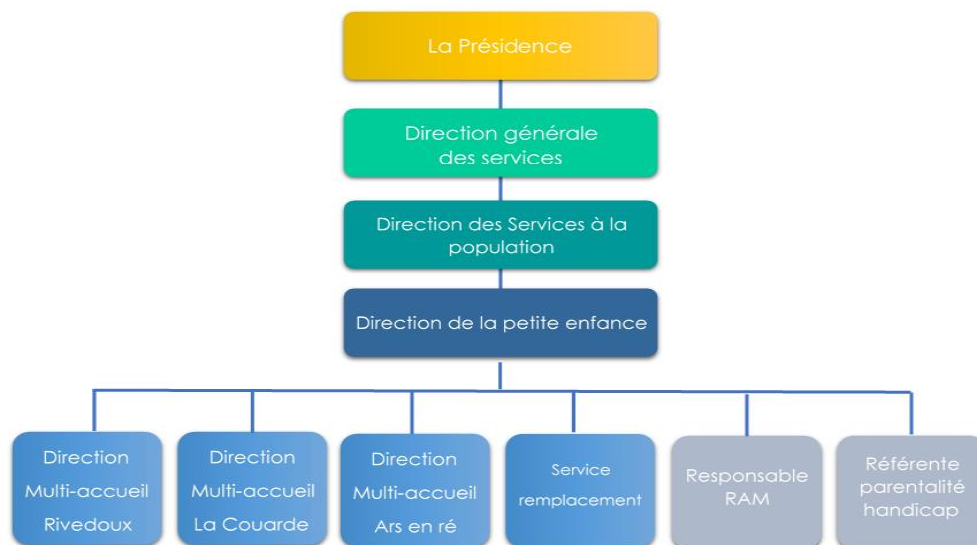 La Présidence
Direction générale
des services
Direction des Services à la
population
Direction de la petite enfance
Direction
Multi-accueil
Rivedoux
Direction
Multi-accueil
La Couarde
Direction
Multi-accueil
Ars en ré
Service
remplacement
Responsable
RAM
Référente
parentalité
handicap